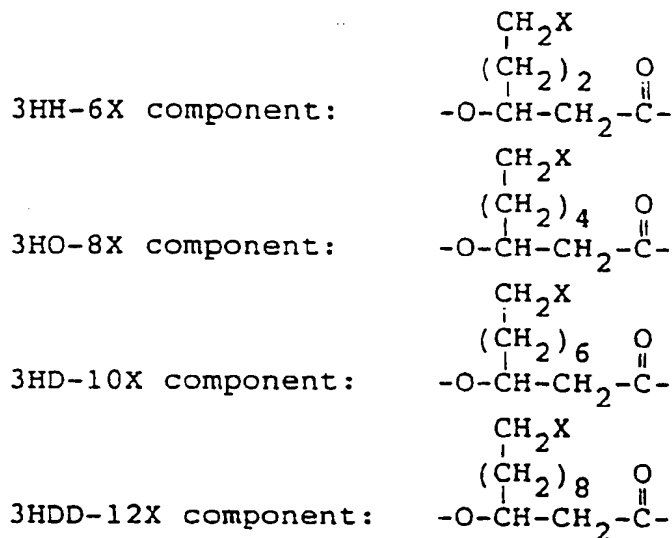 CH2X
(CH2)2 O
3HH-6X component: -O-CH-CH2-C-
CH2X
(CH2)4 O
3HO-8X component: -O-CH-CH2-C-
CH2X
(CH2)6 O
3HD-10X component: -O-CH-CH2-C-
CH2X
(CH2)8 O
3HDD-12X component: -O-CH-CH2-C-